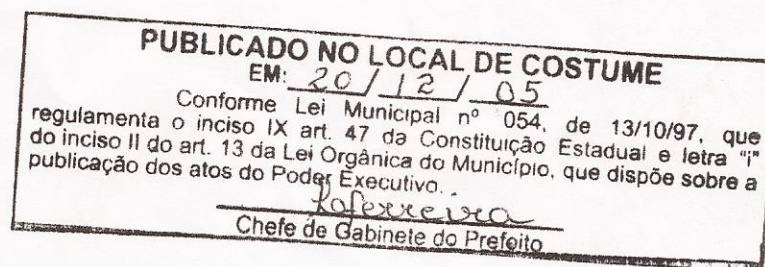 PUBLICADO NO LOCAL DE COSTUME
EM: 20 / 12 / 05
Conforme Lei Municipal nº 054, de 13/10/97, que
regulamenta o inciso IX art. 47 da Constituição Estadual e letra "i"
do inciso II do art. 13 da Lei Orgânica do Município, que dispõe sobre a
publicação dos atos do Poder Executivo.
Chefe de Gabinete do Prefeito